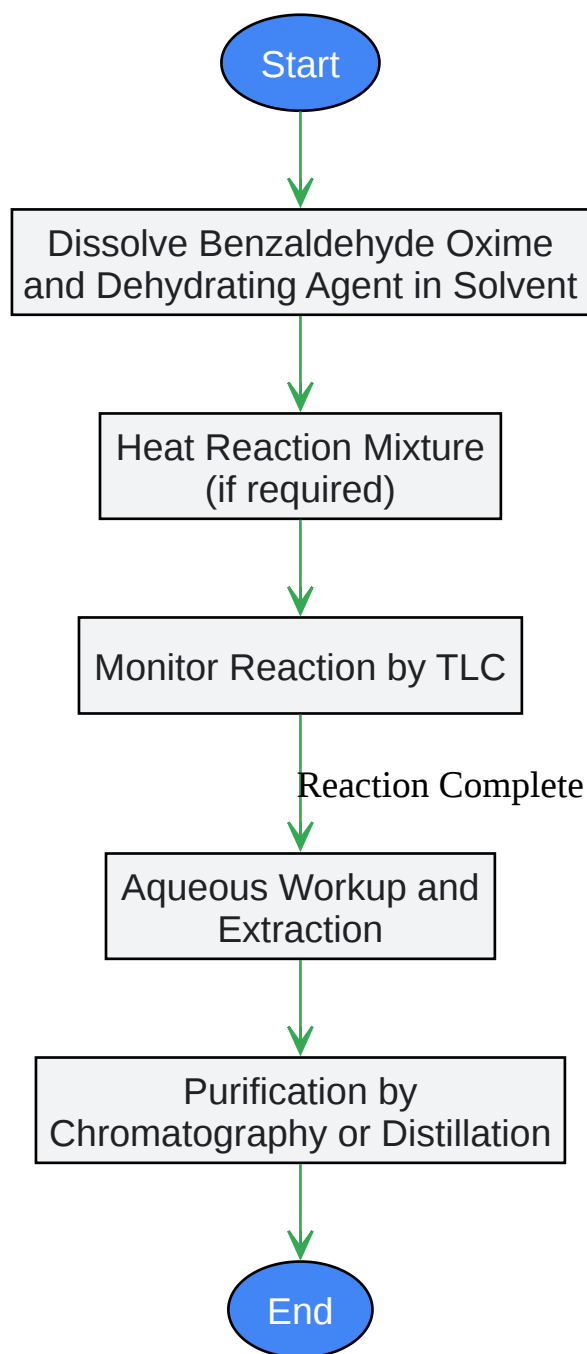 Start
Dissolve Benzaldehyde Oxime
and Dehydrating Agent in Solvent
Heat Reaction Mixture
(if required)
Monitor Reaction by TLC
Reaction Complete
Aqueous Workup and
Extraction
Purification by
Chromatography or Distillation
End